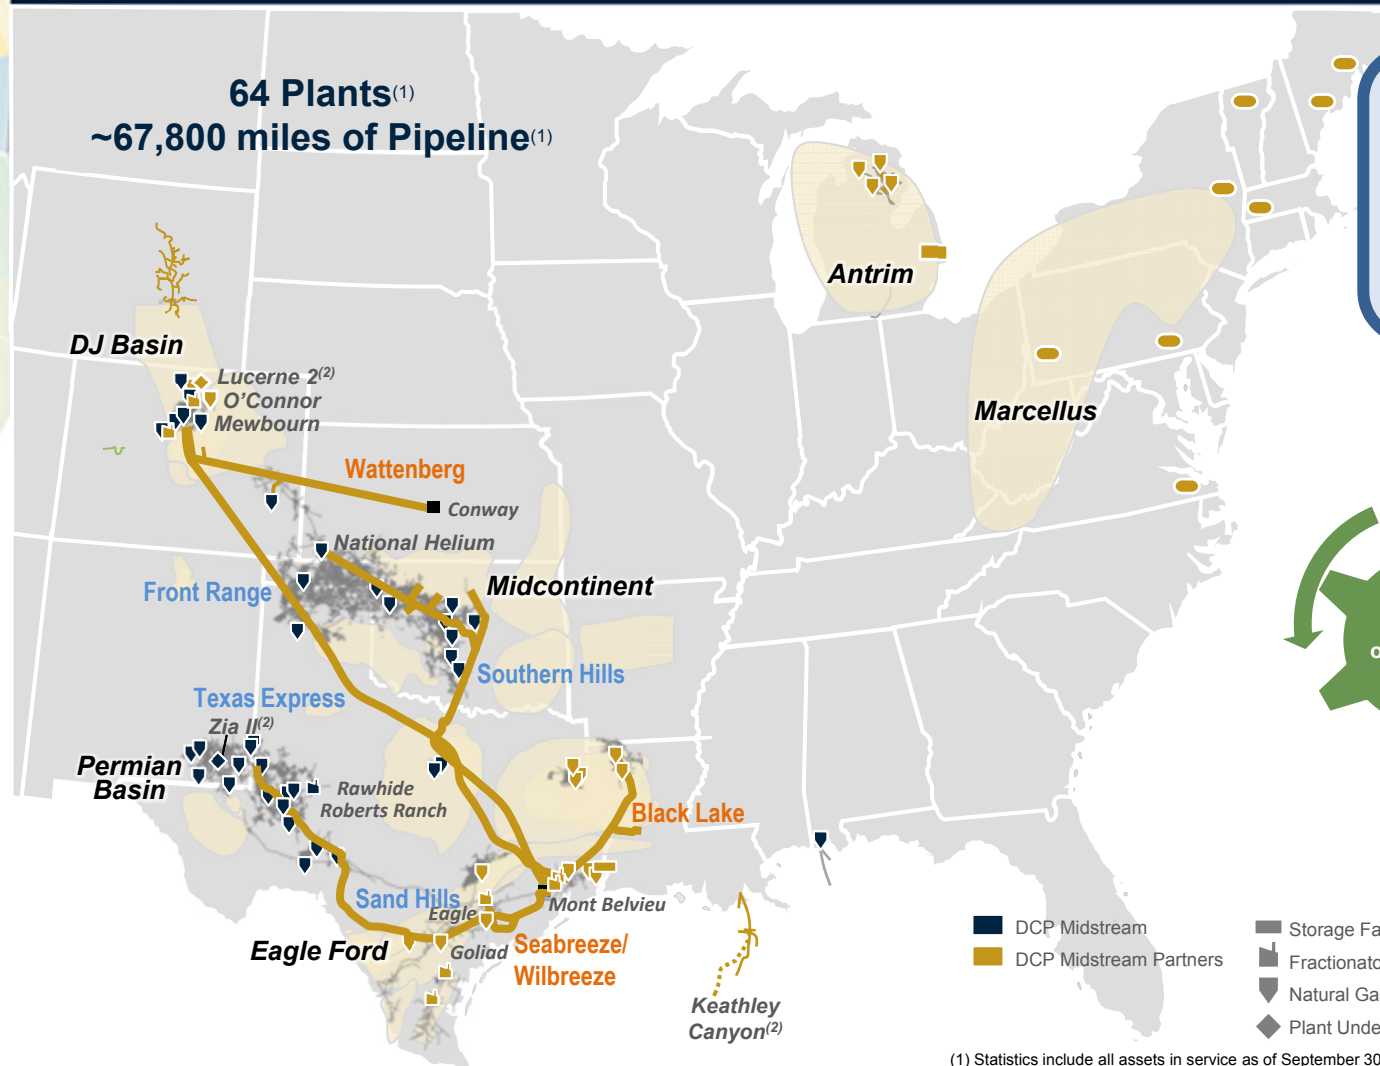 64 Plants(1)
~67,800 miles of Pipeline(1)
Antrim
DJ Basin
Lucerne 2(2)
O'Connor
Mewbourn
Marcellus
Wattenberg
Conway
National Helium
Midcontinent
Front Range
Southern Hills
Texas Express
Zia II(2)
Permian
Basin
Rawhide
Roberts Ranch
Black Lake
Sand Hills
Eagle
Mont Belvieu
Eagle Ford
Goliad
Seabreeze/
Wilbreeze
Keathley
Canyon(2)
DCP Midstream
DCP Midstream Partners
Storage Fa
Fractionato
Natural Ga
Plant Unde
(1) Statistics include all assets in service as of September 30